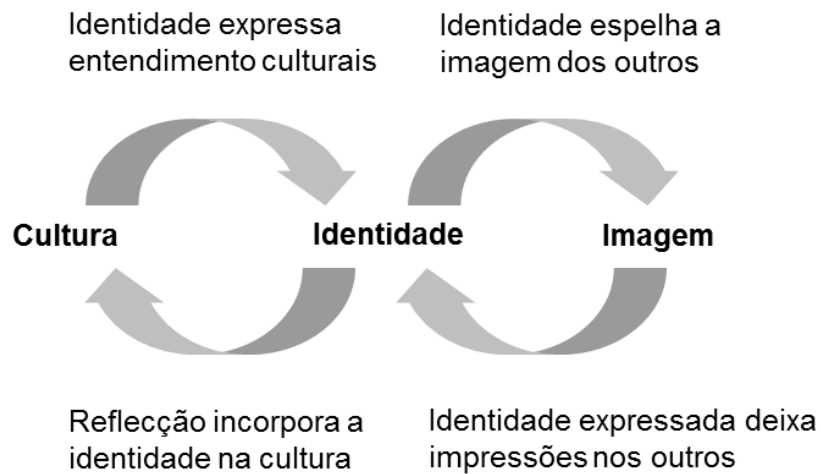 Identidade expressa
entendimento culturais
Identidade espelha a
imagem dos outros
Cultura
Identidade
Imagem
Reflecção incorpora a
identidade na cultura
Identidade expressada deixa
impressões nos outros